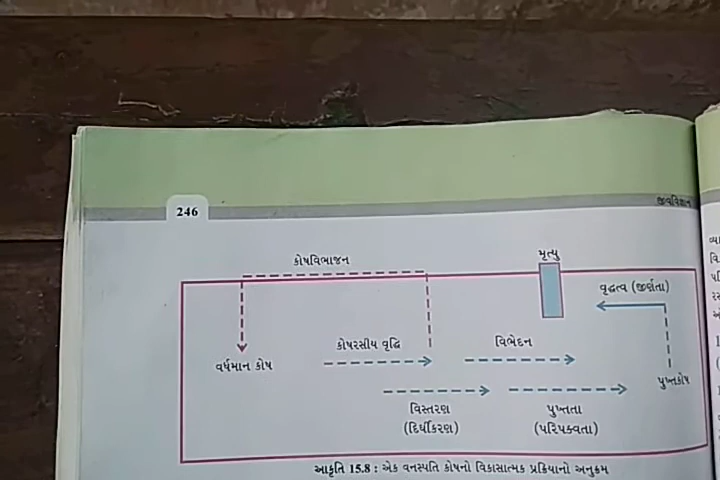 246
જીવવિજ્ઞાન
કોષવિભાજન
મૃત્યુ
વૃદ્ધત્વ (જીર્ણતા)
કોષરસીય વૃદ્ધિ
વિભેદન
વર્ધમાન કોષ
પુખ્તકોષ
વિસ્તરણ
(દિર્ઘીકરણ)
પુખ્તતા
(પરિપક્વતા)
આકૃતિ 15.8 : એક વનસ્પતિ કોષનો વિકાસાત્મક પ્રક્રિયાનો અનુક્રમ